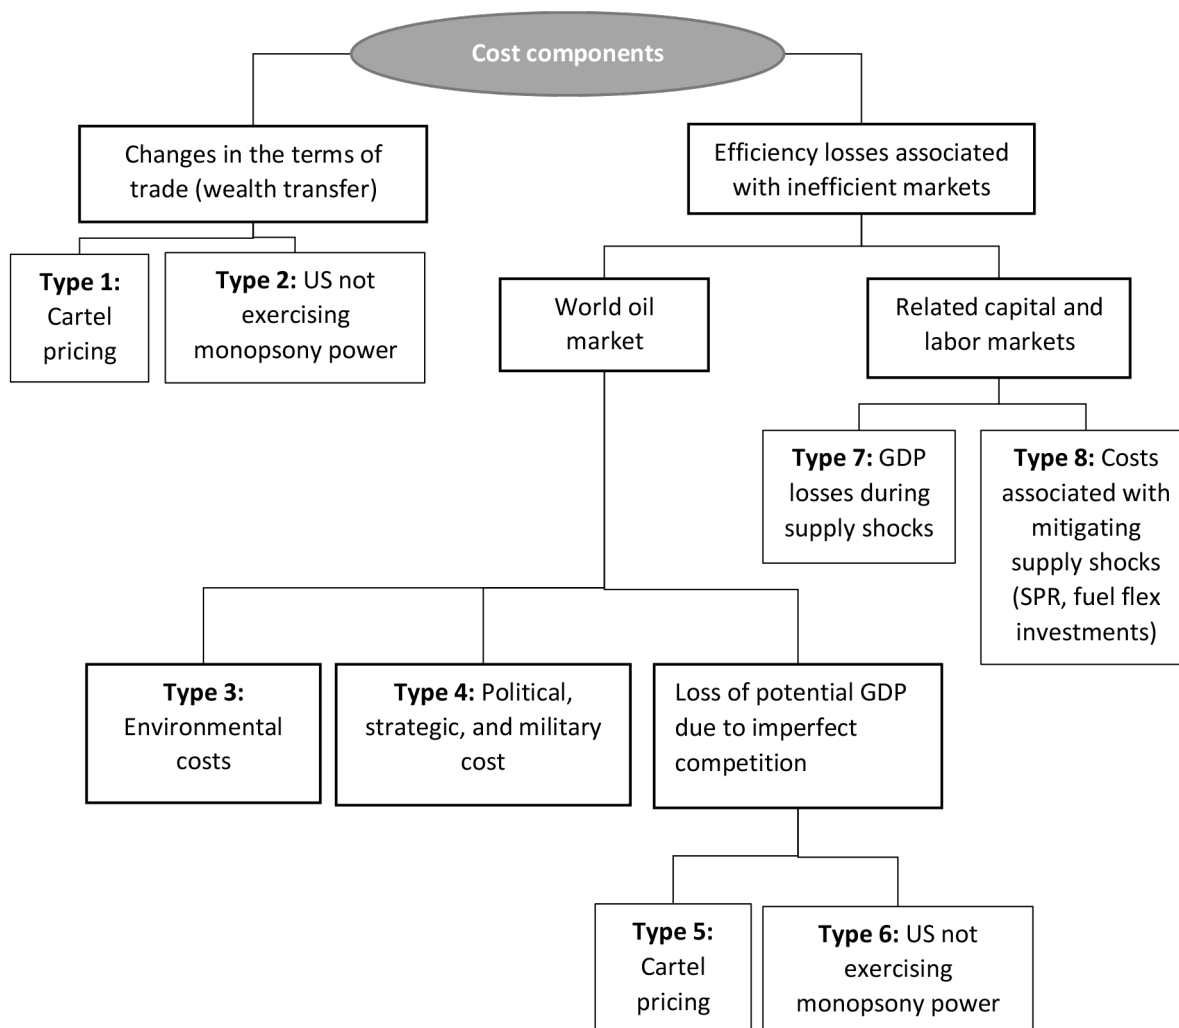 Cost components
Changes in the terms of
trade (wealth transfer)
Efficiency losses associated
with inefficient markets
Type 1:
Cartel
pricing
Type 2: US not
exercising
monopsony power
World oil
market
Related capital and
labor markets
Type 7: GDP
losses during
supply shocks
Type 8: Costs
associated with
mitigating
supply shocks
(SPR, fuel flex
investments)
Type 3:
Environmental
costs
Type 4: Political,
strategic, and military
cost
Loss of potential GDP
due to imperfect
competition
Type 5:
Cartel
pricing
Type 6: US not
exercising
monopsony power